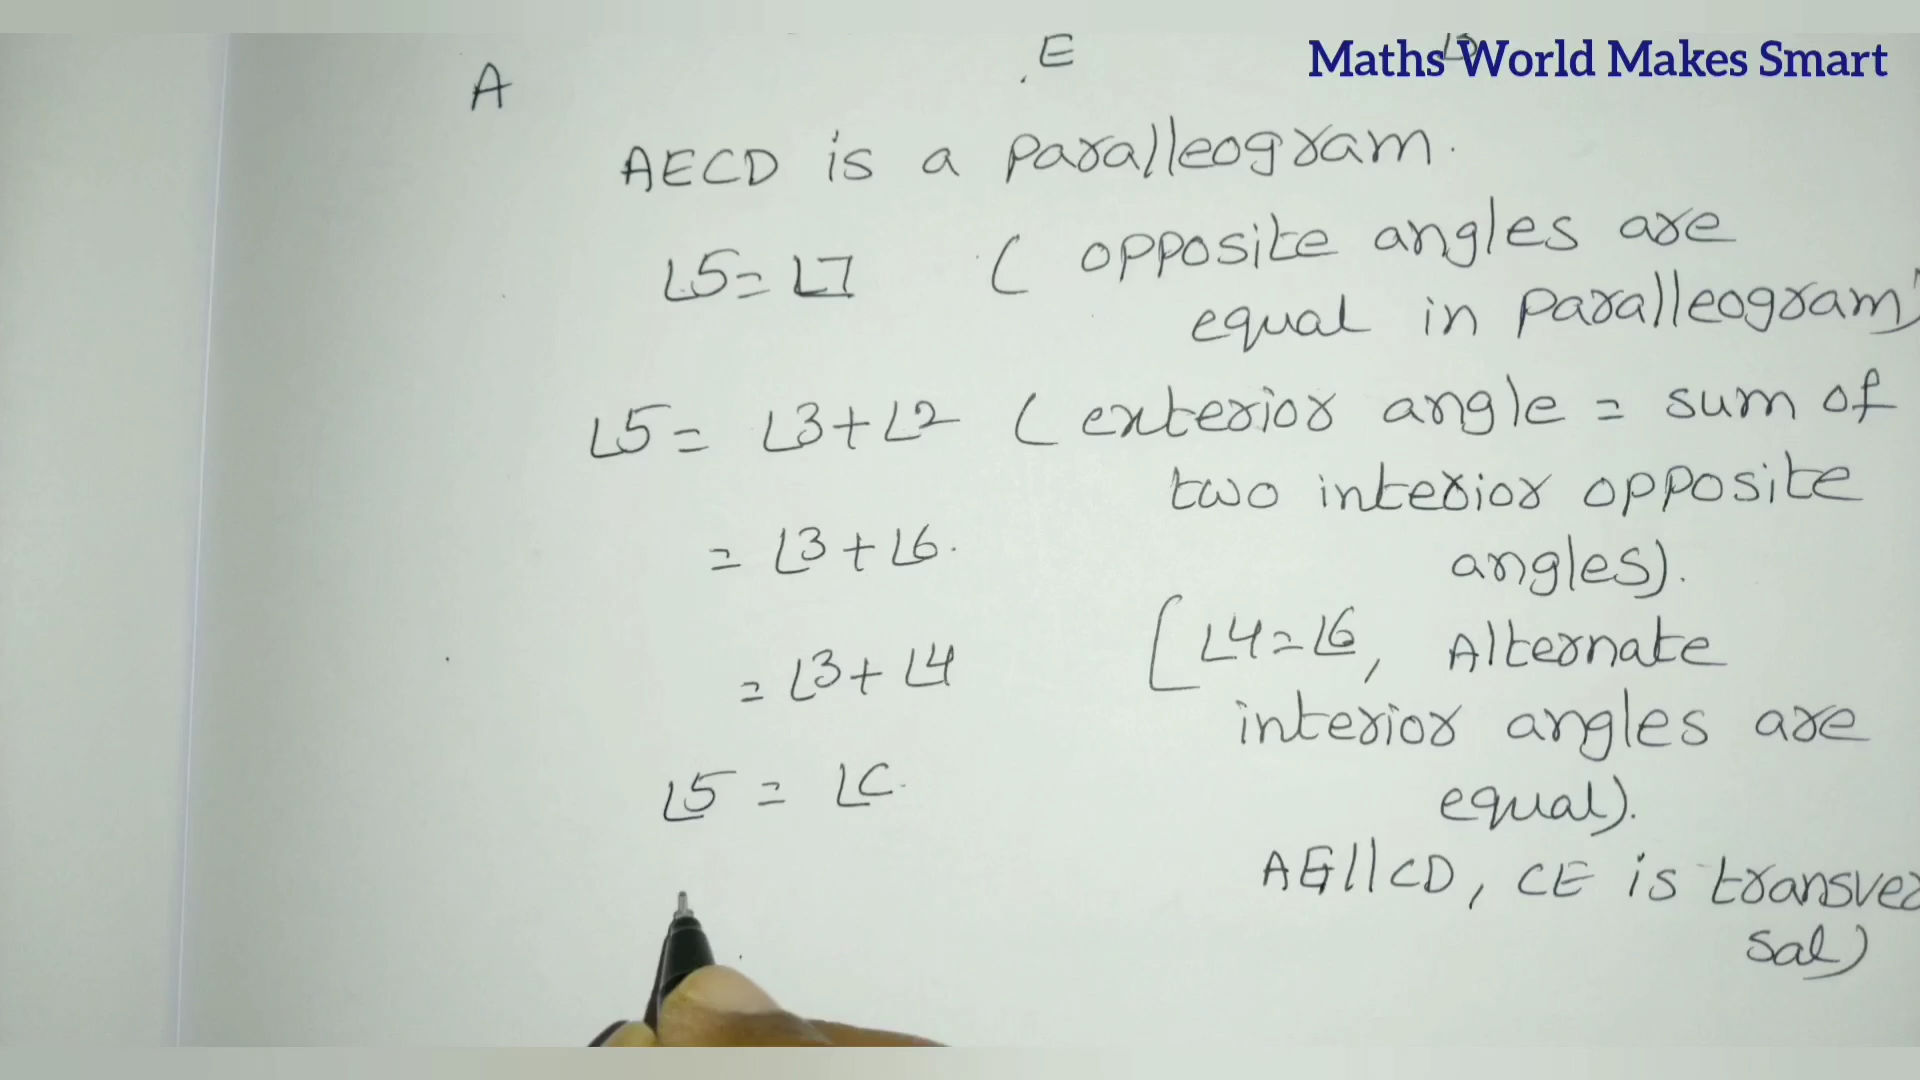 Maths World Makes Smart
A E
AECD is a paralleogram.
∠5=∠7 ( opposite angles are
equal in paralleogram)
∠5= ∠3+∠2 ( exterior angle = sum of
two interior opposite
= ∠3+∠6.
angles).
= ∠3+∠4 [∠4=∠6, Alternate
interior angles are
∠5 = ∠C.
equal).
AE||CD, CE is transver
sal)